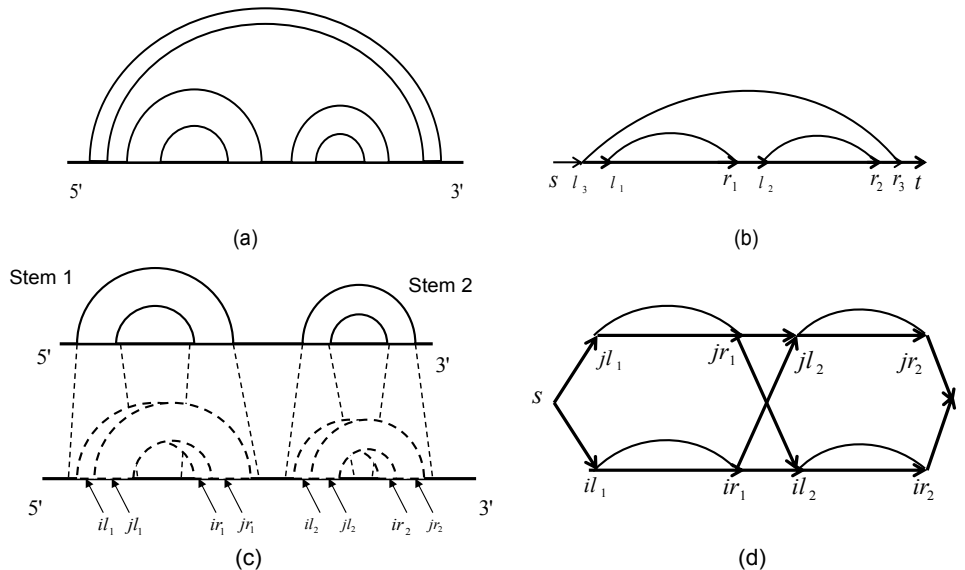 5' 3'
(a)
s l₃ l₁ r₁ l₂ r₂ r₃ t
(b)
Stem 1 Stem 2
5' 3'
5' 3'
il₁ jl₁ ir₁ jr₁ il₂ jl₂ ir₂ jr₂
(c)
jl₁ jr₁ jl₂ jr₂
s
il₁ ir₁ il₂ ir₂
(d)